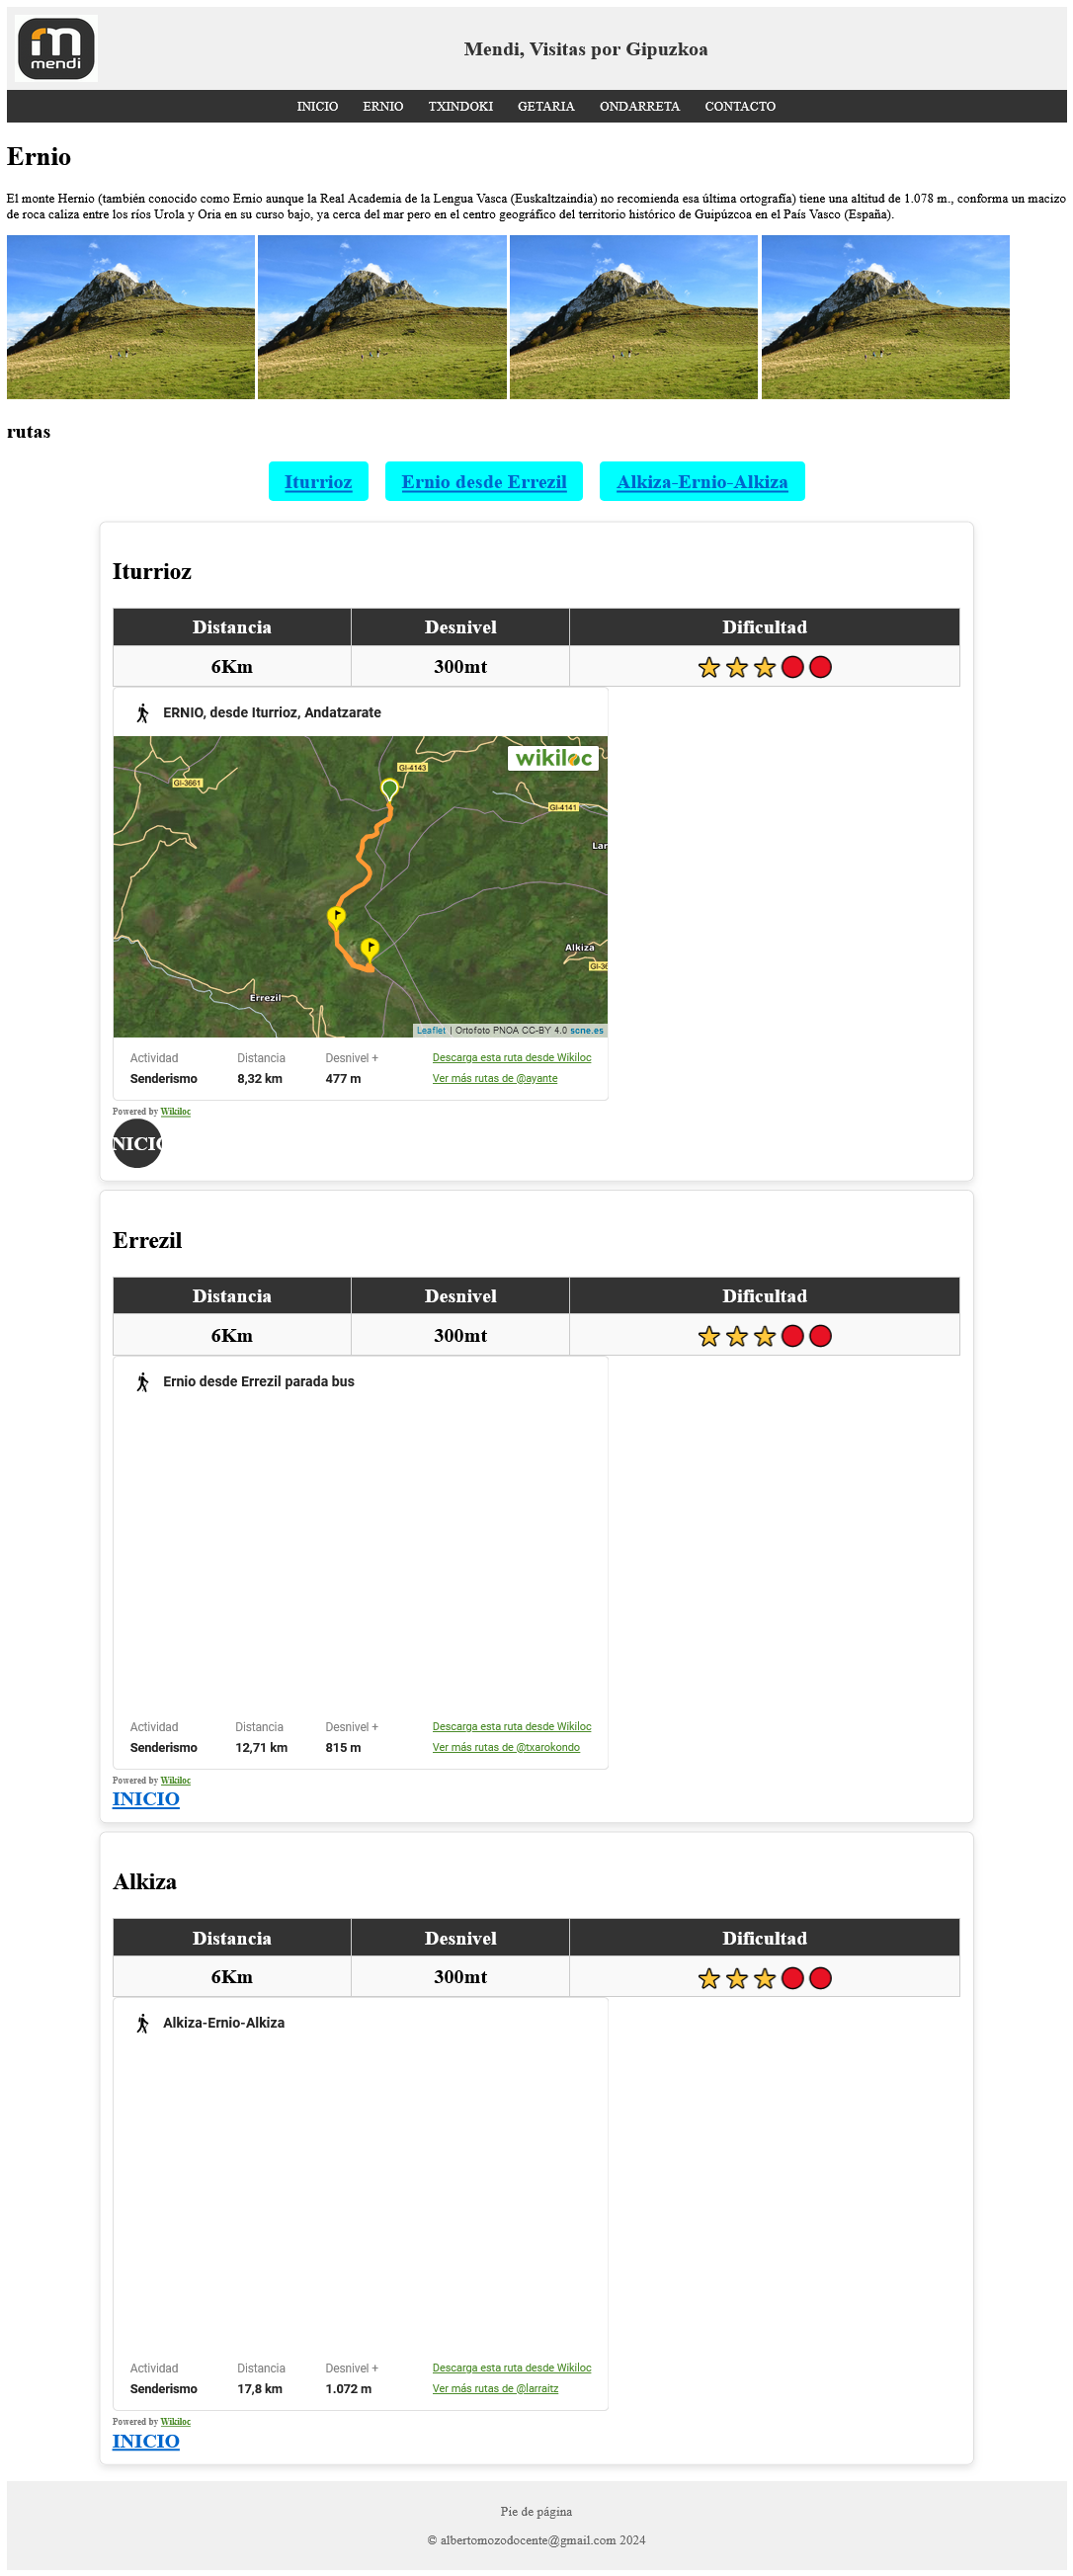 mendi
Mendi, Visitas por Gipuzkoa
INICIO ERNIO TXINDOKI GETARIA ONDARRETA CONTACTO
Ernio
El monte Hernio (también conocido como Ernio aunque la Real Academia de la Lengua Vasca (Euskaltzaindia) no recomienda esa última ortografía) tiene una altitud de 1.078 m., conforma un macizo
de roca caliza entre los ríos Urola y Oria en su curso bajo, ya cerca del mar pero en el centro geográfico del territorio histórico de Guipúzcoa en el País Vasco (España).
rutas
Iturrioz Ernio desde Errezil Alkiza-Ernio-Alkiza
Iturrioz
Distancia Desnivel Dificultad
6Km 300mt
ERNIO, desde Iturrioz, Andatzarate
wikiloc
GI-4143
GI-3661
GI-4141
Lar
Alkiza
GI-36
Errezil
Leaflet | Ortofoto PNOA CC-BY 4.0 scne.es
Actividad Distancia Desnivel + Descarga esta ruta desde Wikiloc
Senderismo 8,32 km 477 m Ver más rutas de @ayante
Powered by Wikiloc
INICIO
Errezil
Distancia Desnivel Dificultad
6Km 300mt
Ernio desde Errezil parada bus
Actividad Distancia Desnivel + Descarga esta ruta desde Wikiloc
Senderismo 12,71 km 815 m Ver más rutas de @txarokondo
Powered by Wikiloc
INICIO
Alkiza
Distancia Desnivel Dificultad
6Km 300mt
Alkiza-Ernio-Alkiza
Actividad Distancia Desnivel + Descarga esta ruta desde Wikiloc
Senderismo 17,8 km 1.072 m Ver más rutas de @larraitz
Powered by Wikiloc
INICIO
Pie de página
© albertomozodocente@gmail.com 2024